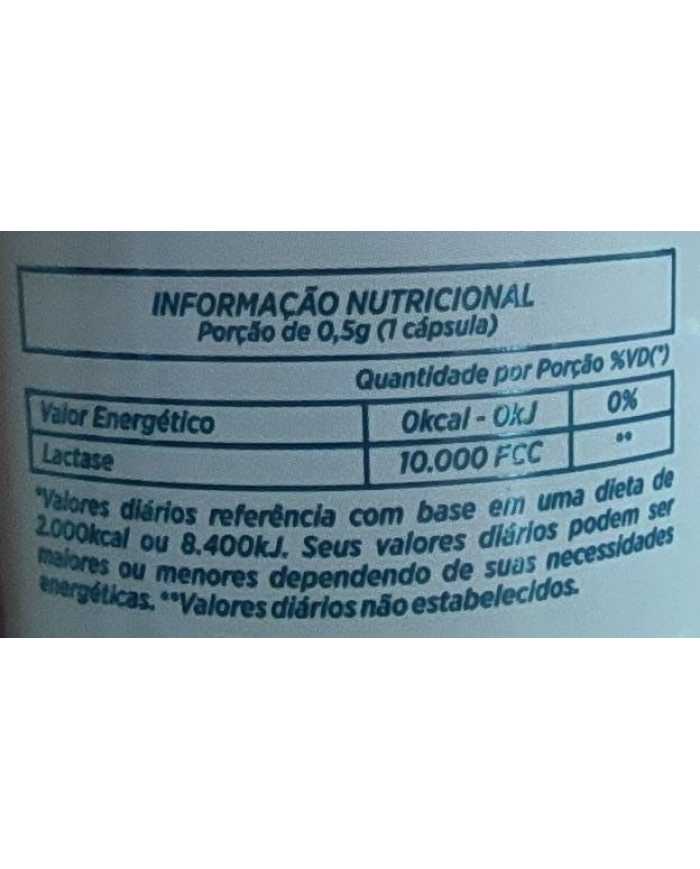 INFORMAÇÃO NUTRICIONAL
Porção de 0,5g (1 cápsula)
Quantidade por Porção %VD(*)
Valor Energético 0kcal - 0kJ 0%
Lactase 10.000 FCC **
*Valores diários referência com base em uma dieta de
2.000kcal ou 8.400kJ. Seus valores diários podem ser
maiores ou menores dependendo de suas necessidades
energéticas. **Valores diários não estabelecidos.